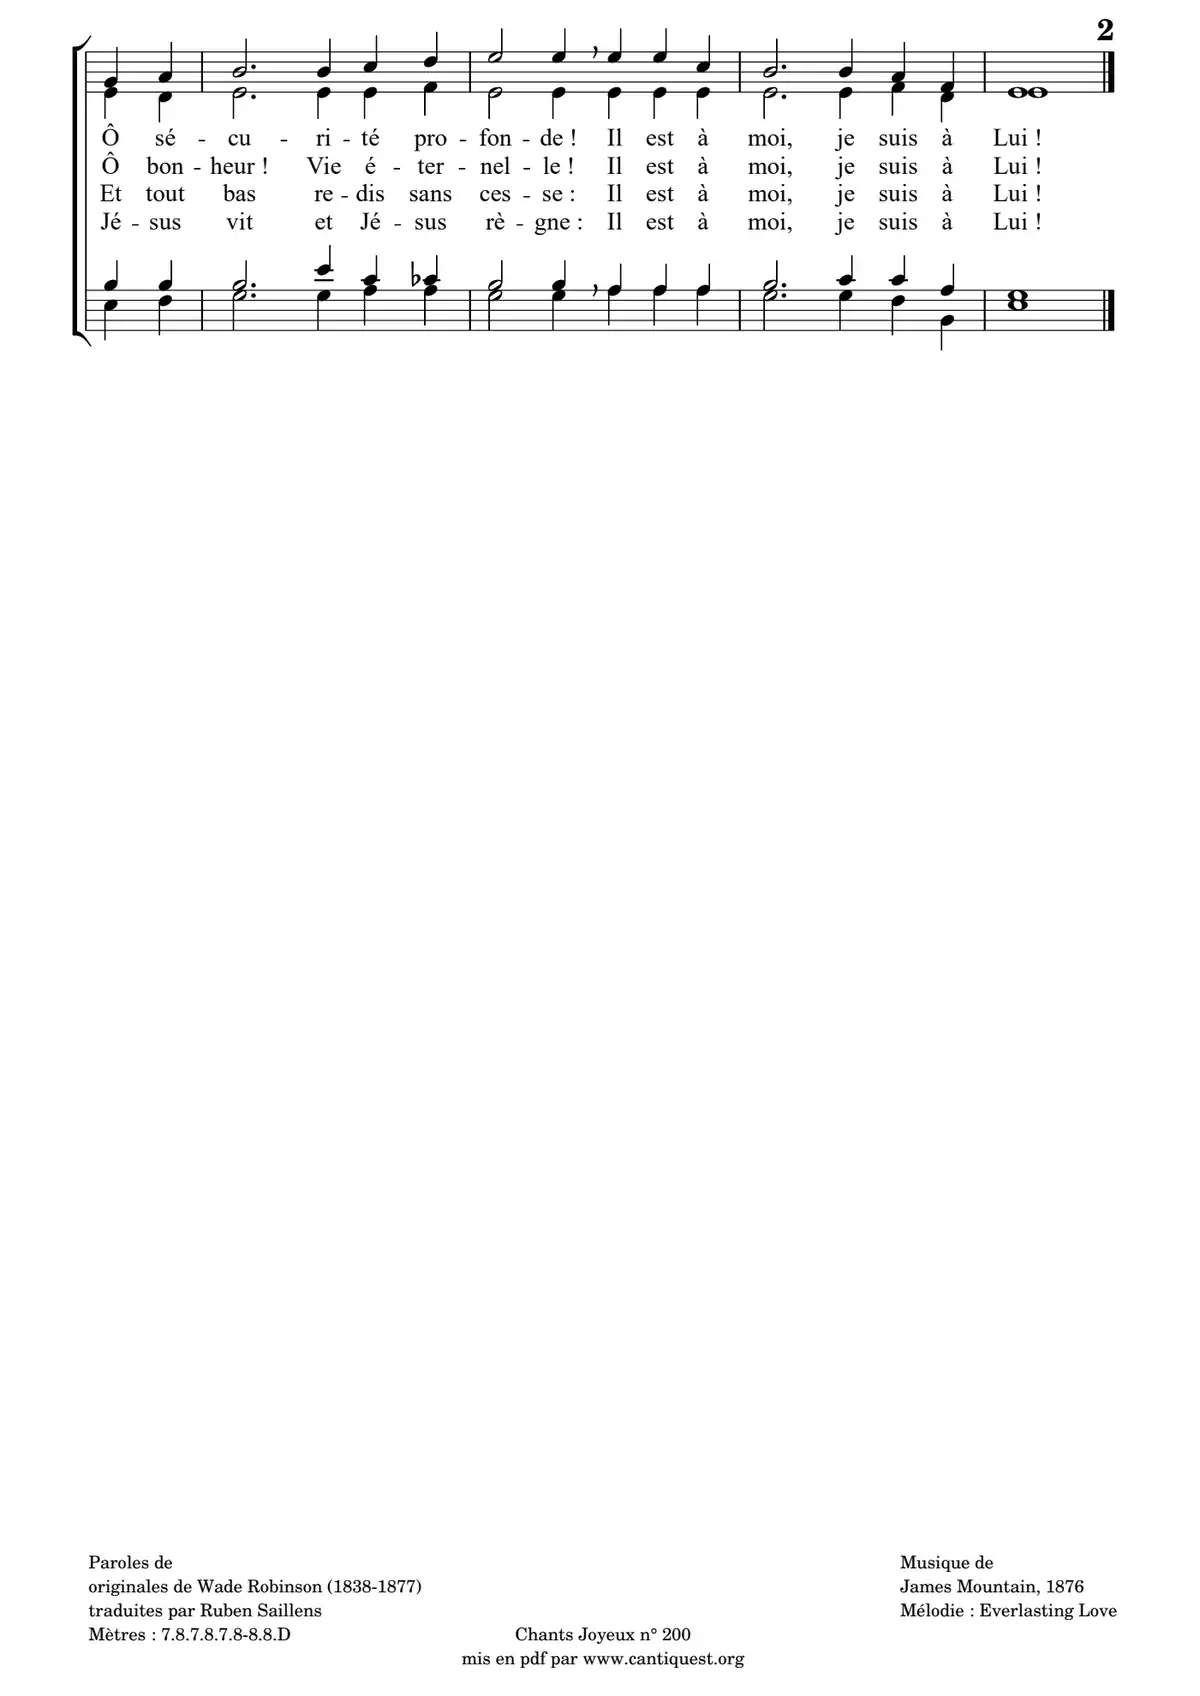 2
Ô sé - cu - ri - té pro - fon - de ! Il est à moi, je suis à Lui !
Ô bon - heur ! Vie é - ter - nel - le ! Il est à moi, je suis à Lui !
Et tout bas re - dis sans ces - se : Il est à moi, je suis à Lui !
Jé - sus vit et Jé - sus rè - gne : Il est à moi, je suis à Lui !
Paroles de
originales de Wade Robinson (1838-1877)
traduites par Ruben Saillens
Mètres : 7.8.7.8.7.8-8.8.D
Musique de
James Mountain, 1876
Mélodie : Everlasting Love
Chants Joyeux n° 200
mis en pdf par www.cantiquest.org